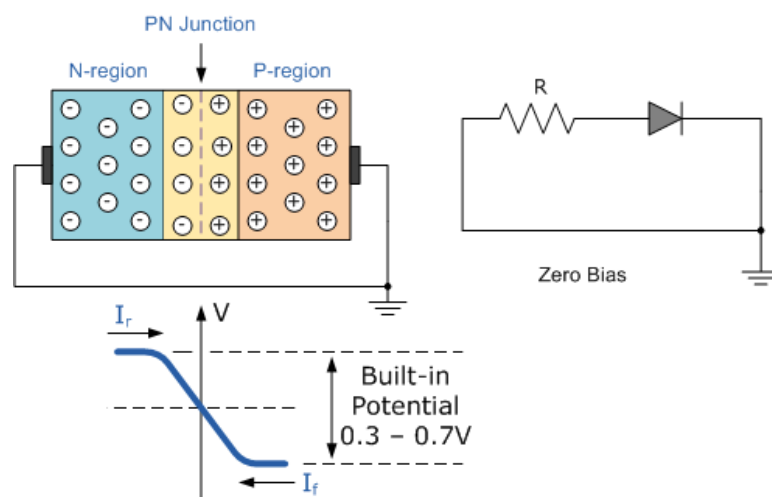 PN Junction
N-region
P-region
R
Zero Bias
V
Ir
Built-in
Potential
0.3 – 0.7V
If